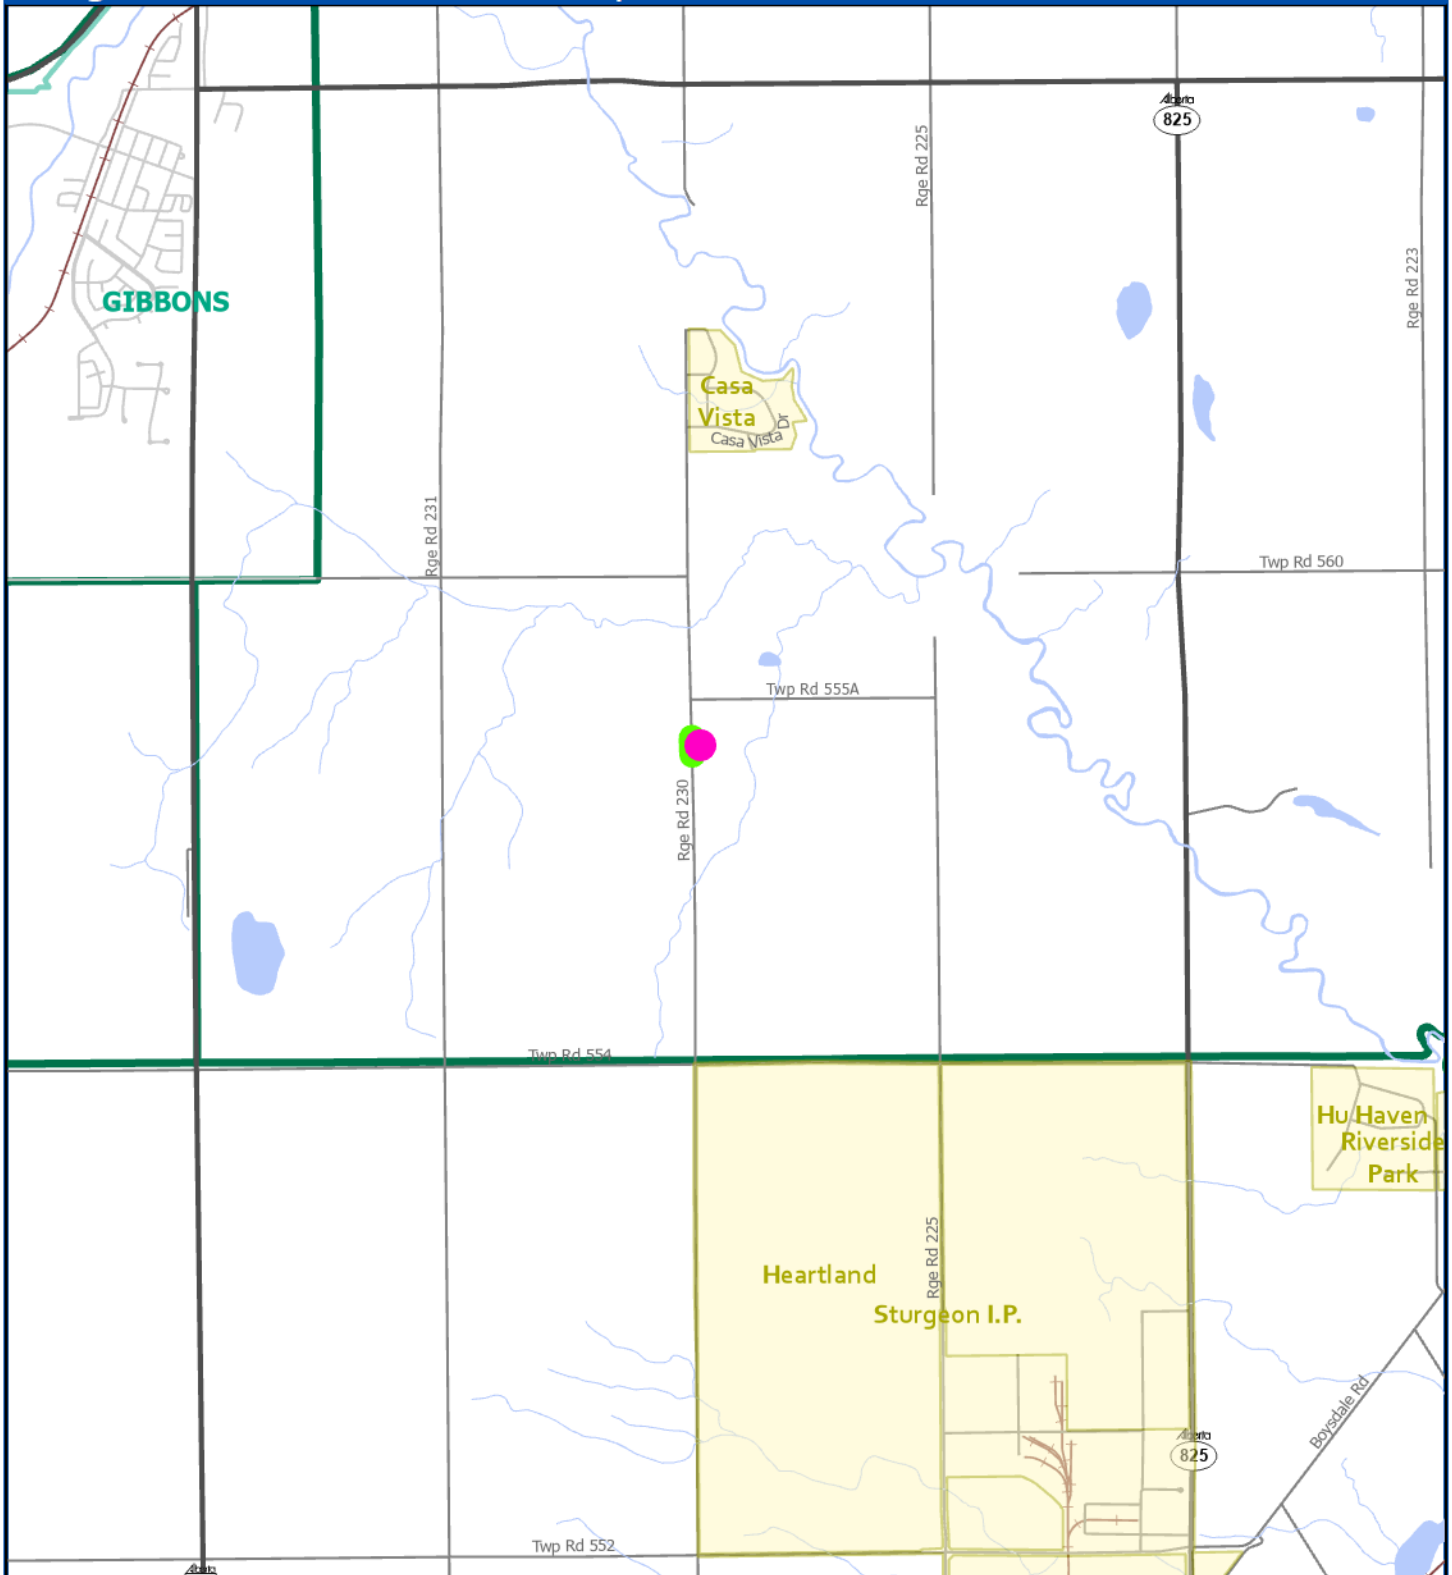 Alberta
825
Rge Rd 225
Rge Rd 223
GIBBONS
Casa
Vista
Casa Vista Dr
Rge Rd 231
Twp Rd 560
Twp Rd 555A
Rge Rd 230
Twp Rd 554
Hu Haven
Riverside
Park
Rge Rd 225
Heartland
Sturgeon I.P.
Boysdale Rd
Alberta
825
Twp Rd 552
Alberta